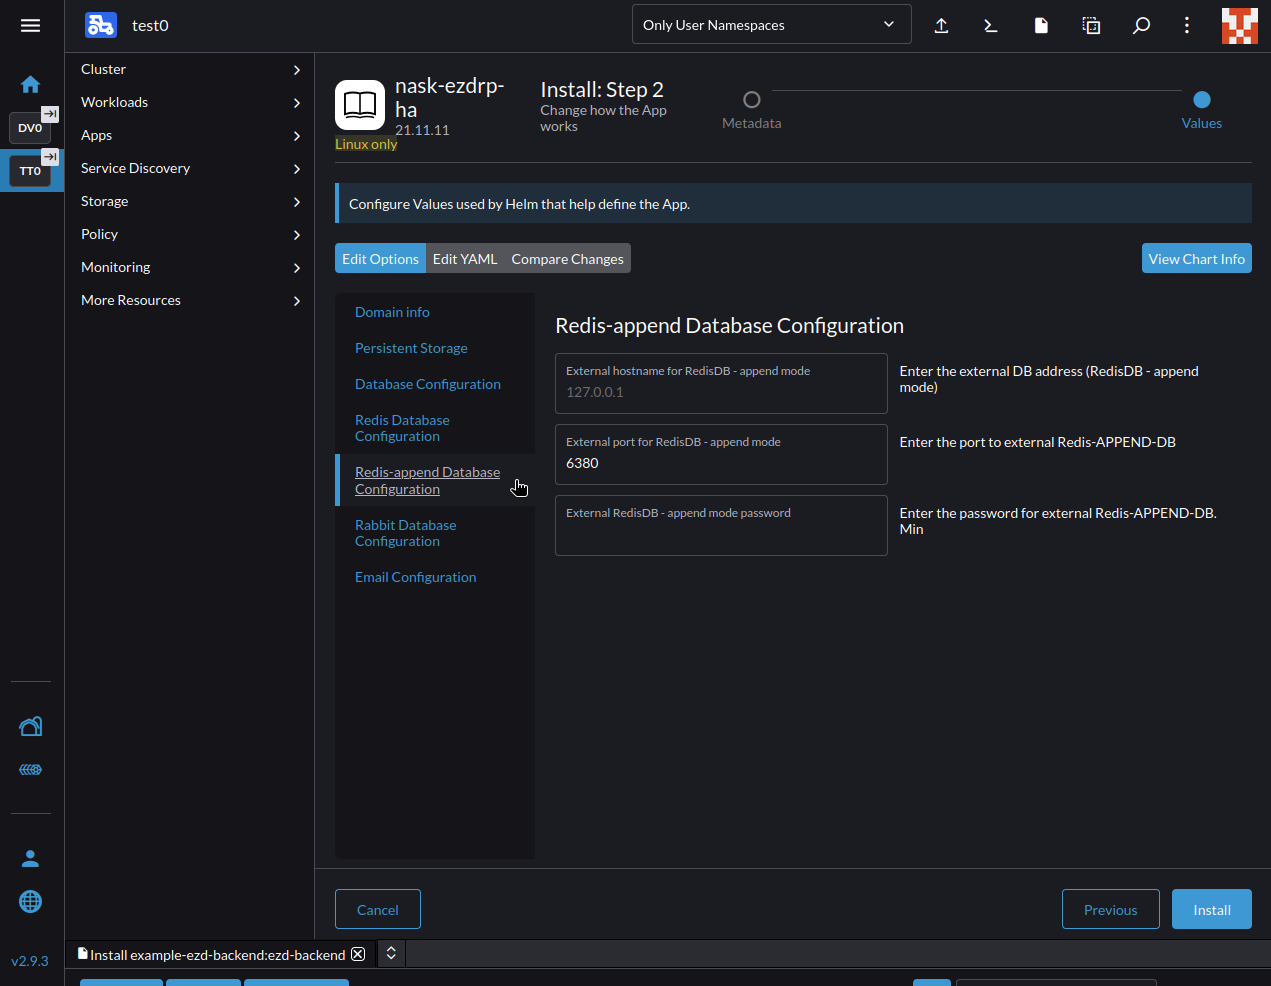 test0
Only User Namespaces
DV0
TT0
Cluster
Workloads
Apps
Service Discovery
Storage
Policy
Monitoring
More Resources
nask-ezdrp-
ha
21.11.11
Linux only
Install: Step 2
Change how the App
works
Metadata
Values
Configure Values used by Helm that help define the App.
Edit Options
Edit YAML
Compare Changes
View Chart Info
Domain info
Persistent Storage
Database Configuration
Redis Database
Configuration
Redis-append Database
Configuration
Rabbit Database
Configuration
Email Configuration
Redis-append Database Configuration
External hostname for RedisDB - append mode
127.0.0.1
Enter the external DB address (RedisDB - append
mode)
External port for RedisDB - append mode
6380
Enter the port to external Redis-APPEND-DB
External RedisDB - append mode password
Enter the password for external Redis-APPEND-DB.
Min
Cancel
Previous
Install
v2.9.3
Install example-ezd-backend:ezd-backend